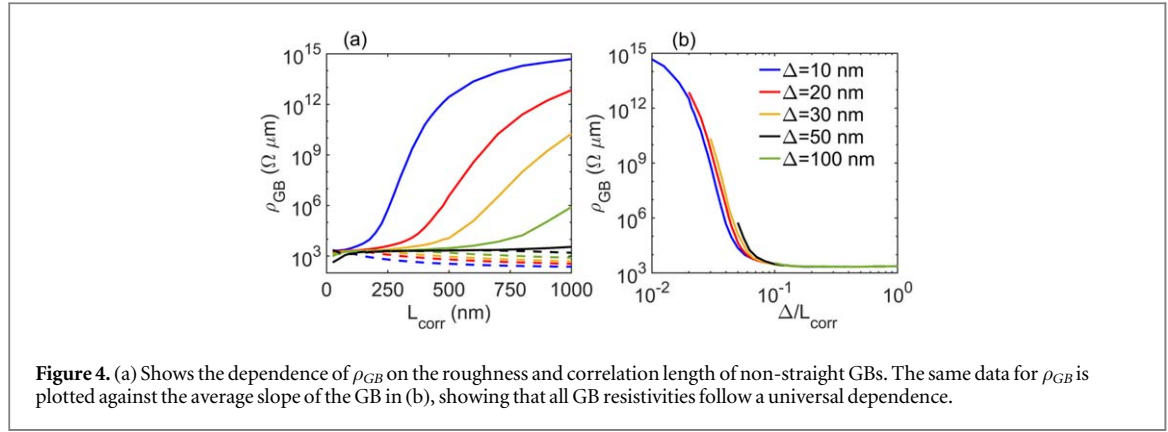 (a)
(b)
10^15
10^12
10^9
10^6
10^3
ρ_GB (Ω μm)
0 250 500 750 1000
L_corr (nm)
10^15
10^12
10^9
10^6
10^3
ρ_GB (Ω μm)
10^-2 10^-1 10^0
Δ/L_corr
Δ=10 nm
Δ=20 nm
Δ=30 nm
Δ=50 nm
Δ=100 nm
Figure 4. (a) Shows the dependence of ρ_GB on the roughness and correlation length of non-straight GBs. The same data for ρ_GB is
plotted against the average slope of the GB in (b), showing that all GB resistivities follow a universal dependence.